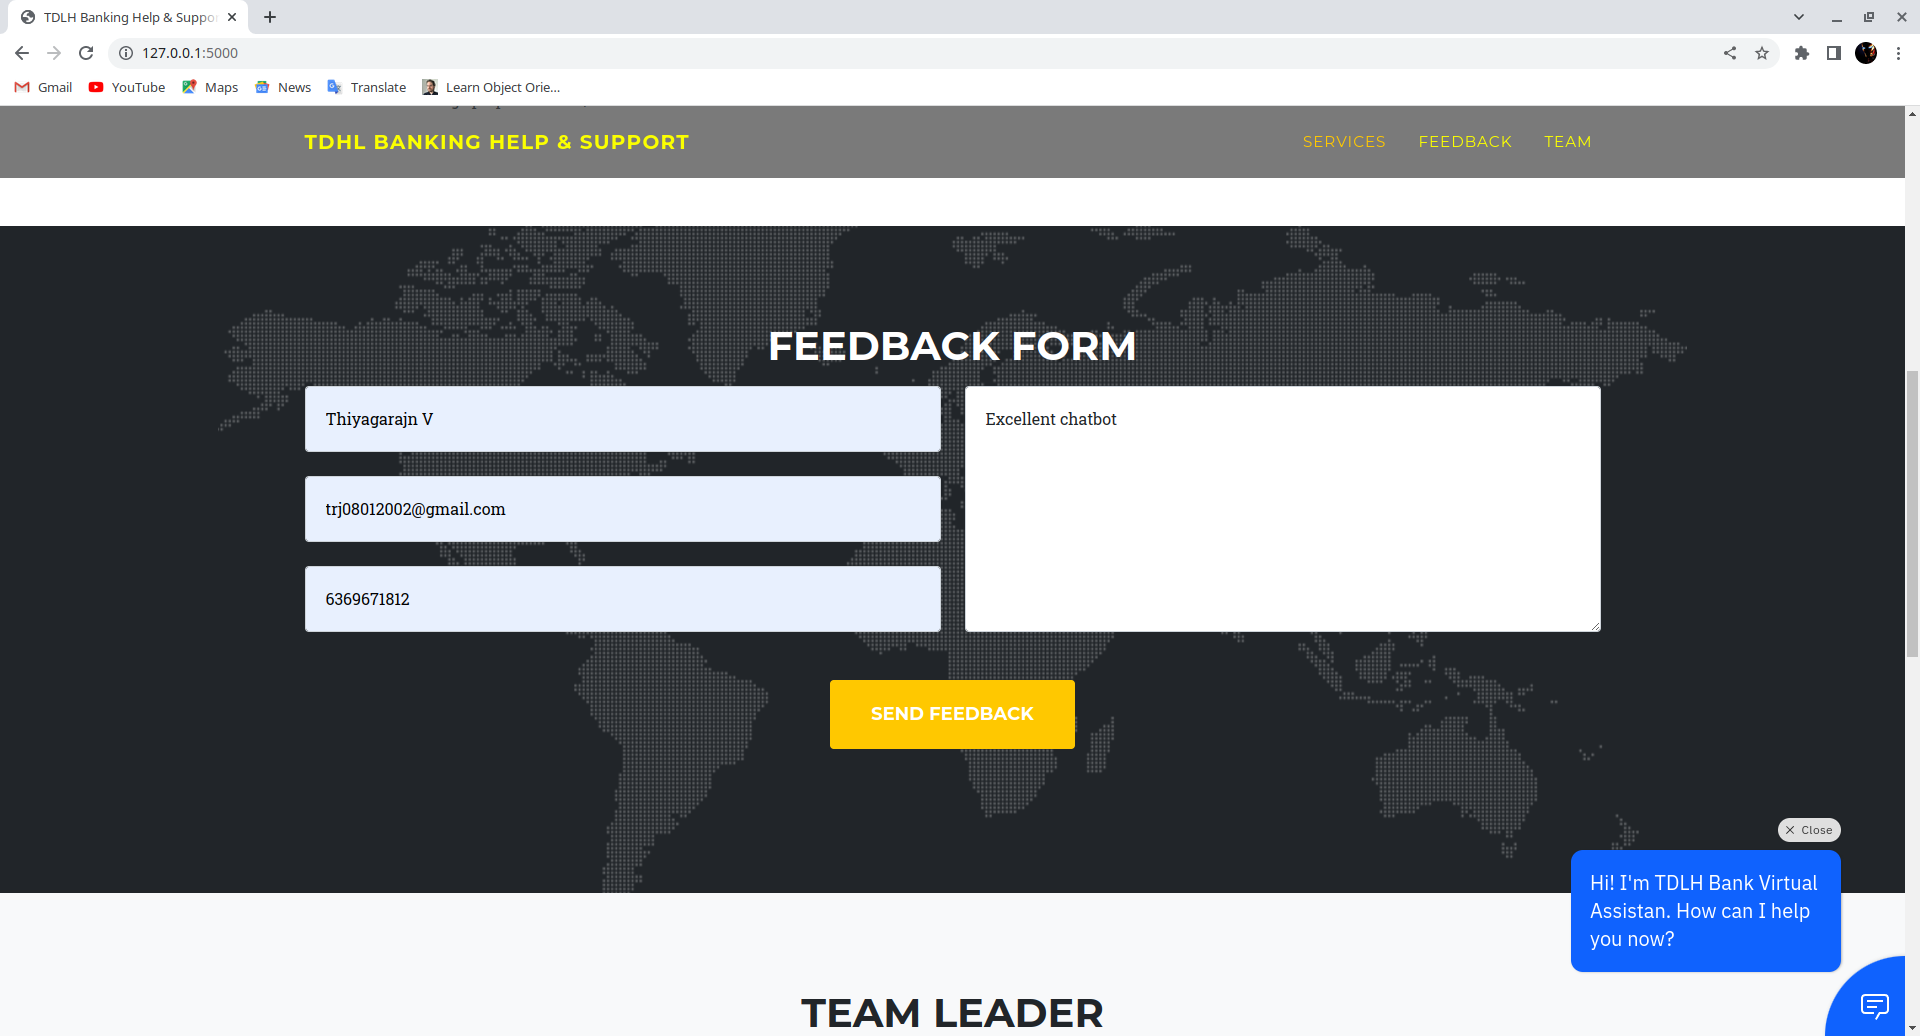 TDLH Banking Help & Suppo
127.0.0.1:5000
Gmail
YouTube
Maps
News
Translate
Learn Object Orie...
TDHL BANKING HELP & SUPPORT
SERVICES
FEEDBACK
TEAM
FEEDBACK FORM
Thiyagarajn V
Excellent chatbot
trj08012002@gmail.com
6369671812
SEND FEEDBACK
Close
Hi! I'm TDLH Bank Virtual
Assistan. How can I help
you now?
TEAM LEADER